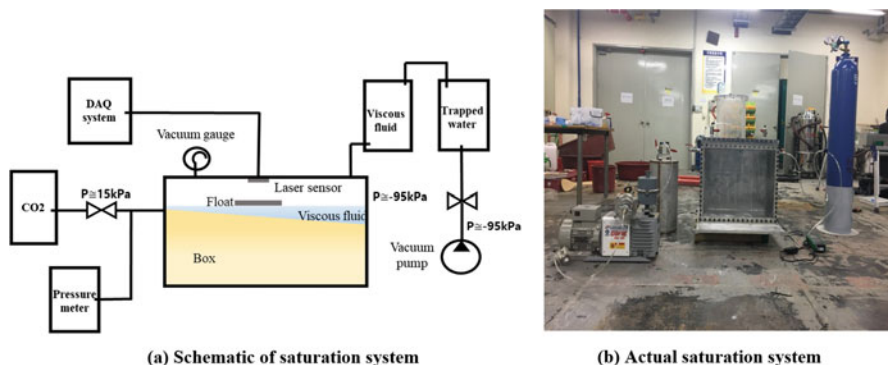 DAQ
system
Vacuum gauge
Viscous
fluid
Trapped
water
Laser sensor
P≅15kPa
CO2
Float
P≅-95kPa
Viscous fluid
P≅-95kPa
Box
Vacuum
pump
Pressure
meter
(a) Schematic of saturation system
(b) Actual saturation system